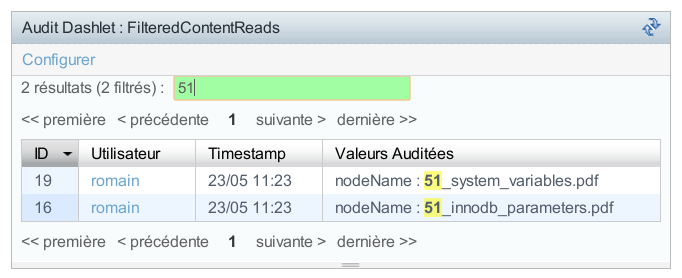 Audit Dashlet : FilteredContentReads
Configurer
2 résultats (2 filtrés) : 51
<< première < précédente 1 suivante > dernière >>
ID Utilisateur Timestamp Valeurs Auditées
19 romain 23/05 11:23 nodeName : 51_system_variables.pdf
16 romain 23/05 11:23 nodeName : 51_innodb_parameters.pdf
<< première < précédente 1 suivante > dernière >>